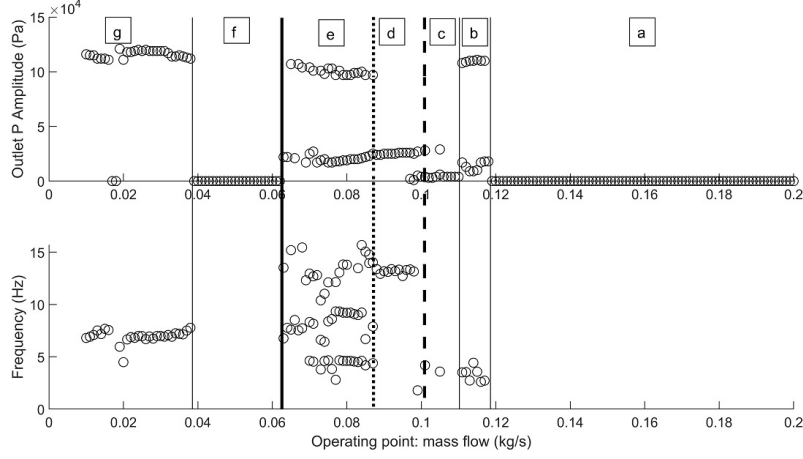 ×10⁴
15
10
5
0
Outlet P Amplitude (Pa)
g
f
e
d
c
b
a
0 0.02 0.04 0.06 0.08 0.1 0.12 0.14 0.16 0.18 0.2
15
10
5
0
Frequency (Hz)
0 0.02 0.04 0.06 0.08 0.1 0.12 0.14 0.16 0.18 0.2
Operating point: mass flow (kg/s)